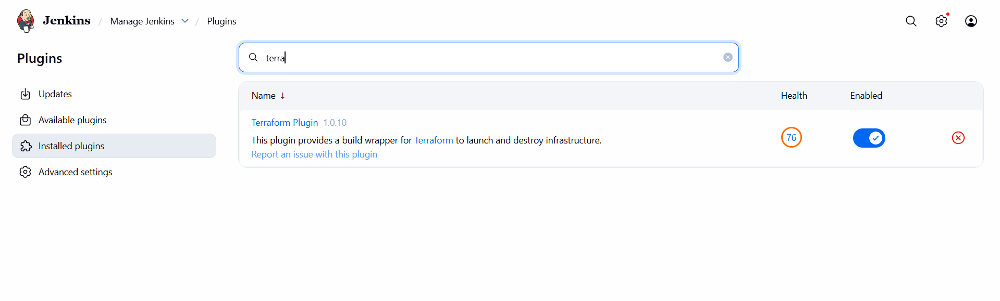 Jenkins / Manage Jenkins / Plugins
Plugins
terra
Updates
Available plugins
Installed plugins
Advanced settings
Name ↓ Health Enabled
Terraform Plugin 1.0.10
This plugin provides a build wrapper for Terraform to launch and destroy infrastructure.
Report an issue with this plugin
76